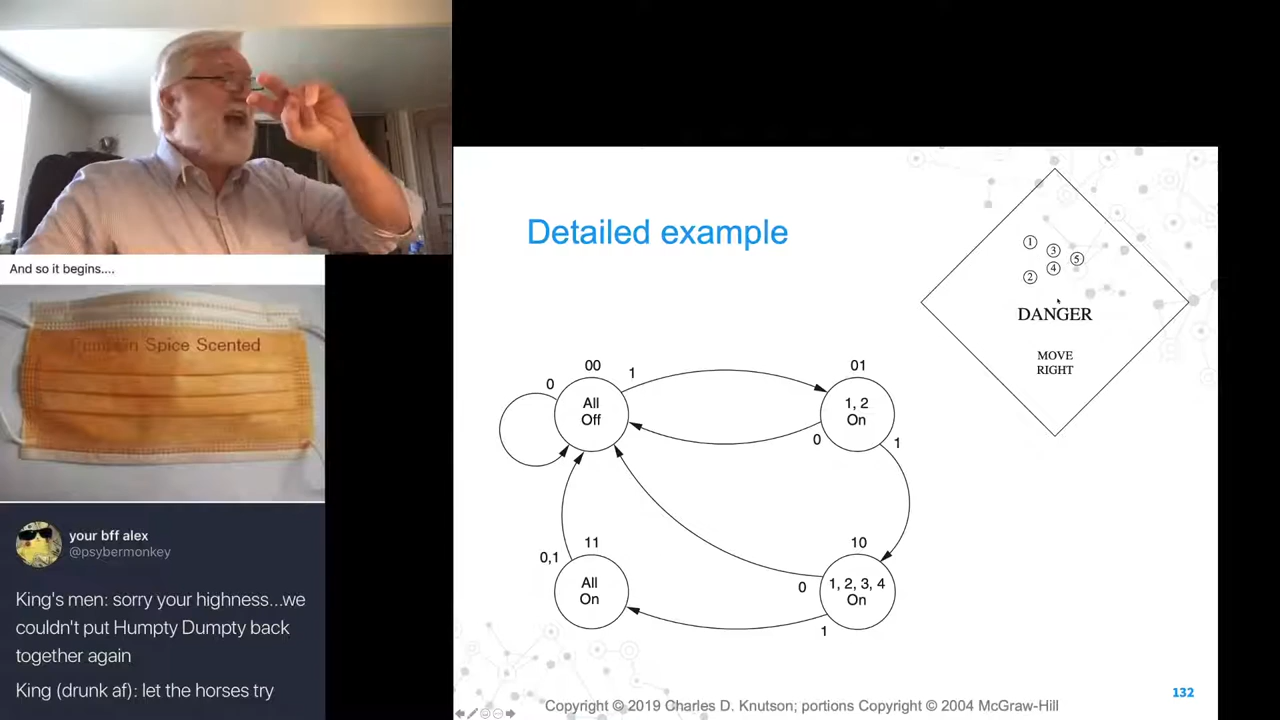 And so it begins....
Pumpkin Spice Scented
your bff alex
@psybermonkey
King's men: sorry your highness...we
couldn't put Humpty Dumpty back
together again
King (drunk af): let the horses try
Detailed example
1
3
5
4
2
DANGER
MOVE
RIGHT
00
01
0
1
All
Off
1, 2
On
0
1
11
10
0,1
All
On
0
1, 2, 3, 4
On
1
132
Copyright © 2019 Charles D. Knutson; portions Copyright © 2004 McGraw-Hill